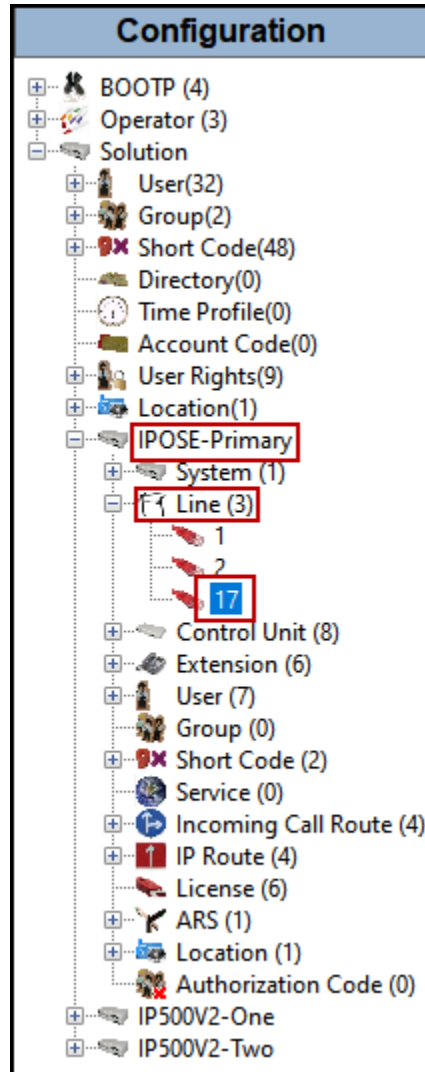 Configuration
BOOTP (4)
Operator (3)
Solution
User(32)
Group(2)
Short Code(48)
Directory(0)
Time Profile(0)
Account Code(0)
User Rights(9)
Location(1)
IPOSE-Primary
System (1)
Line (3)
1
2
17
Control Unit (8)
Extension (6)
User (7)
Group (0)
Short Code (2)
Service (0)
Incoming Call Route (4)
IP Route (4)
License (6)
ARS (1)
Location (1)
Authorization Code (0)
IP500V2-One
IP500V2-Two